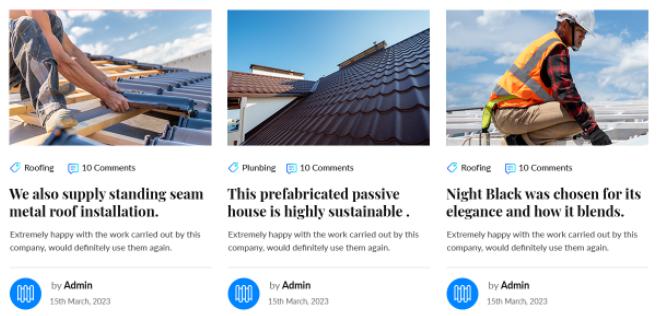 Roofing 10 Comments
We also supply standing seam
metal roof installation.
Extremely happy with the work carried out by this
company, would definitely use them again.
by Admin
15th March, 2023
Plunbing 10 Comments
This prefabricated passive
house is highly sustainable .
Extremely happy with the work carried out by this
company, would definitely use them again.
by Admin
15th March, 2023
Roofing 10 Comments
Night Black was chosen for its
elegance and how it blends.
Extremely happy with the work carried out by this
company, would definitely use them again.
by Admin
15th March, 2023